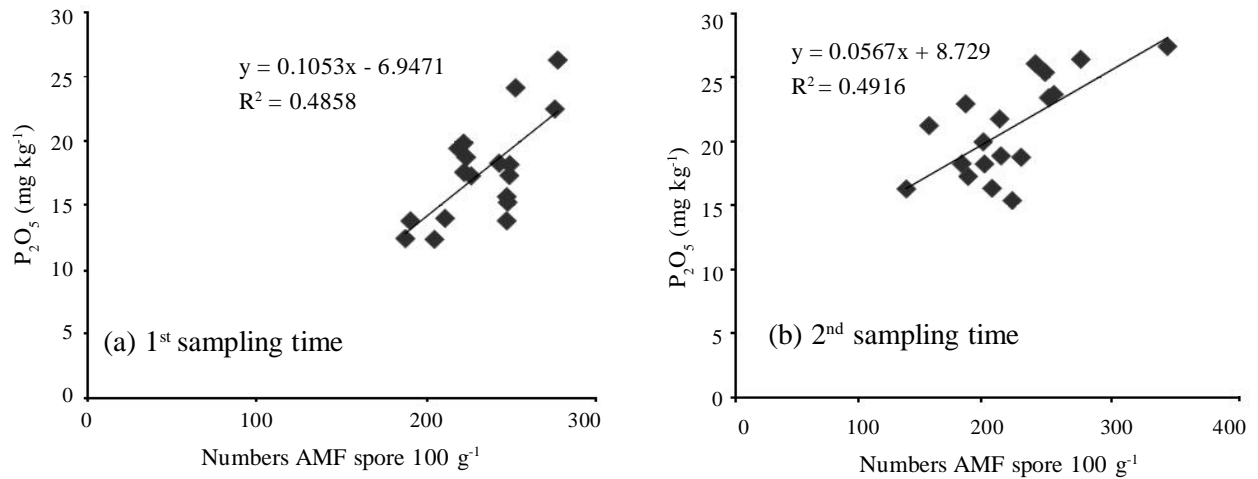 30
25
20
15
10
5
0
P₂O₅ (mg kg⁻¹)
y = 0.1053x - 6.9471
R² = 0.4858
(a) 1ˢᵗ sampling time
0 100 200 300
Numbers AMF spore 100 g⁻¹
30
25
20
15
10
5
0
P₂O₅ (mg kg⁻¹)
y = 0.0567x + 8.729
R² = 0.4916
(b) 2ⁿᵈ sampling time
0 100 200 300 400
Numbers AMF spore 100 g⁻¹